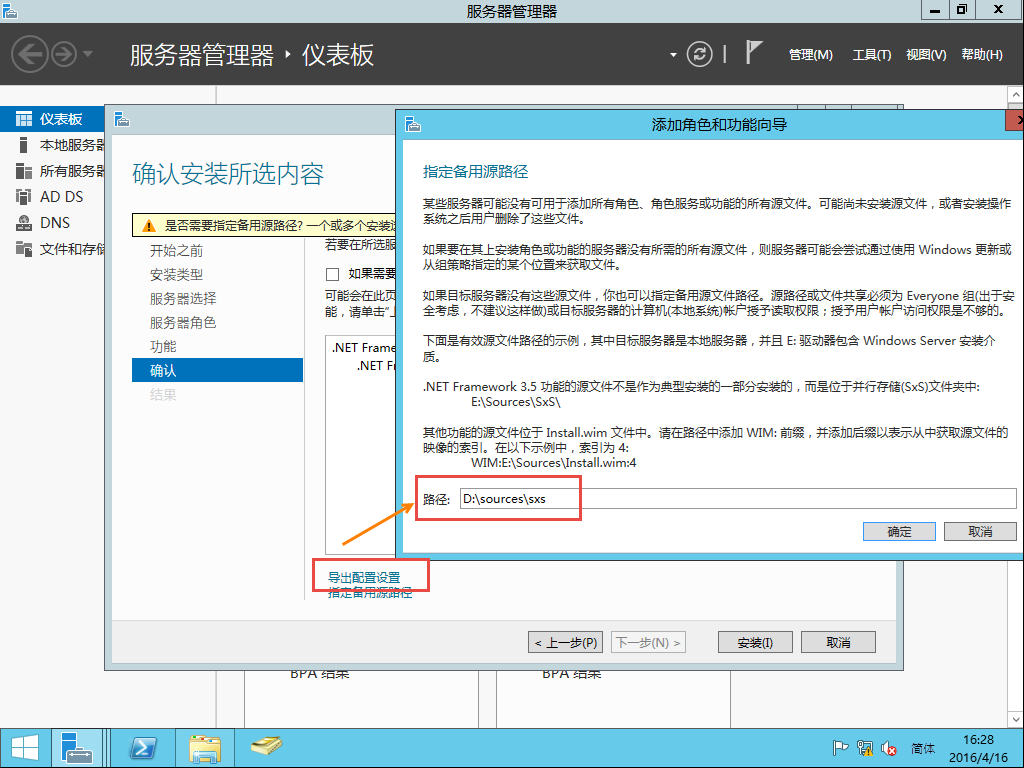 服务器管理器
服务器管理器 · 仪表板
管理(M) 工具(T) 视图(V) 帮助(H)
仪表板
本地服务器
所有服务器
AD DS
DNS
文件和存储
确认安装所选内容
是否需要指定备用源路径? 一个或多个安装
开始之前
安装类型
服务器选择
服务器角色
功能
确认
结果
若要在所选服
如果需要
可能会在此页
能，请单击"上
.NET Frame
.NET Fr
导出配置设置
指定备用源路径
< 上一步(P) 下一步(N) > 安装(I) 取消
添加角色和功能向导
指定备用源路径
某些服务器可能没有可用于添加所有角色、角色服务或功能的所有源文件。可能尚未安装源文件，或者安装操作
系统之后用户删除了这些文件。
如果要在其上安装角色或功能的服务器没有所需的所有源文件，则服务器可能会尝试通过使用 Windows 更新或
从组策略指定的某个位置来获取文件。
如果目标服务器没有这些源文件，你也可以指定备用源文件路径。源路径或文件共享必须为 Everyone 组(出于安
全考虑，不建议这样做)或目标服务器的计算机(本地系统)帐户授予读取权限；授予用户帐户访问权限是不够的。
下面是有效源文件路径的示例，其中目标服务器是本地服务器，并且 E: 驱动器包含 Windows Server 安装介
质。
.NET Framework 3.5 功能的源文件不是作为典型安装的一部分安装的，而是位于并行存储(SxS)文件夹中:
E:\Sources\SxS\
其他功能的源文件位于 Install.wim 文件中。请在路径中添加 WIM: 前缀，并添加后缀以表示从中获取源文件的
映像的索引。在以下示例中，索引为 4:
WIM:E:\Sources\Install.wim:4
路径: D:\sources\sxs
确定 取消
BPA 结果 BPA 结果
简体
16:28
2016/4/16